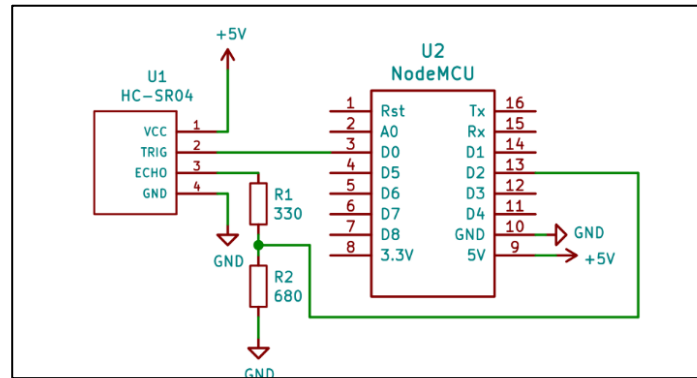 +5V
U1
HC-SR04
VCC 1
TRIG 2
ECHO 3
GND 4
R1
330
GND
R2
680
GND
U2
NodeMCU
1 Rst Tx 16
2 A0 Rx 15
3 D0 D1 14
4 D5 D2 13
5 D6 D3 12
6 D7 D4 11
7 D8 GND 10
8 3.3V 5V 9
GND
+5V